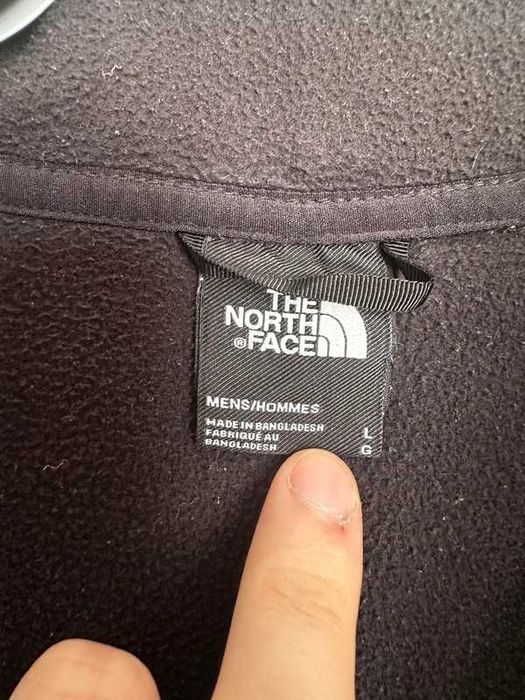 THE
NORTH
®FACE
MENS/HOMMES
MADE IN BANGLADESH
FABRIQUÉ AU
BANGLADESH
L
G